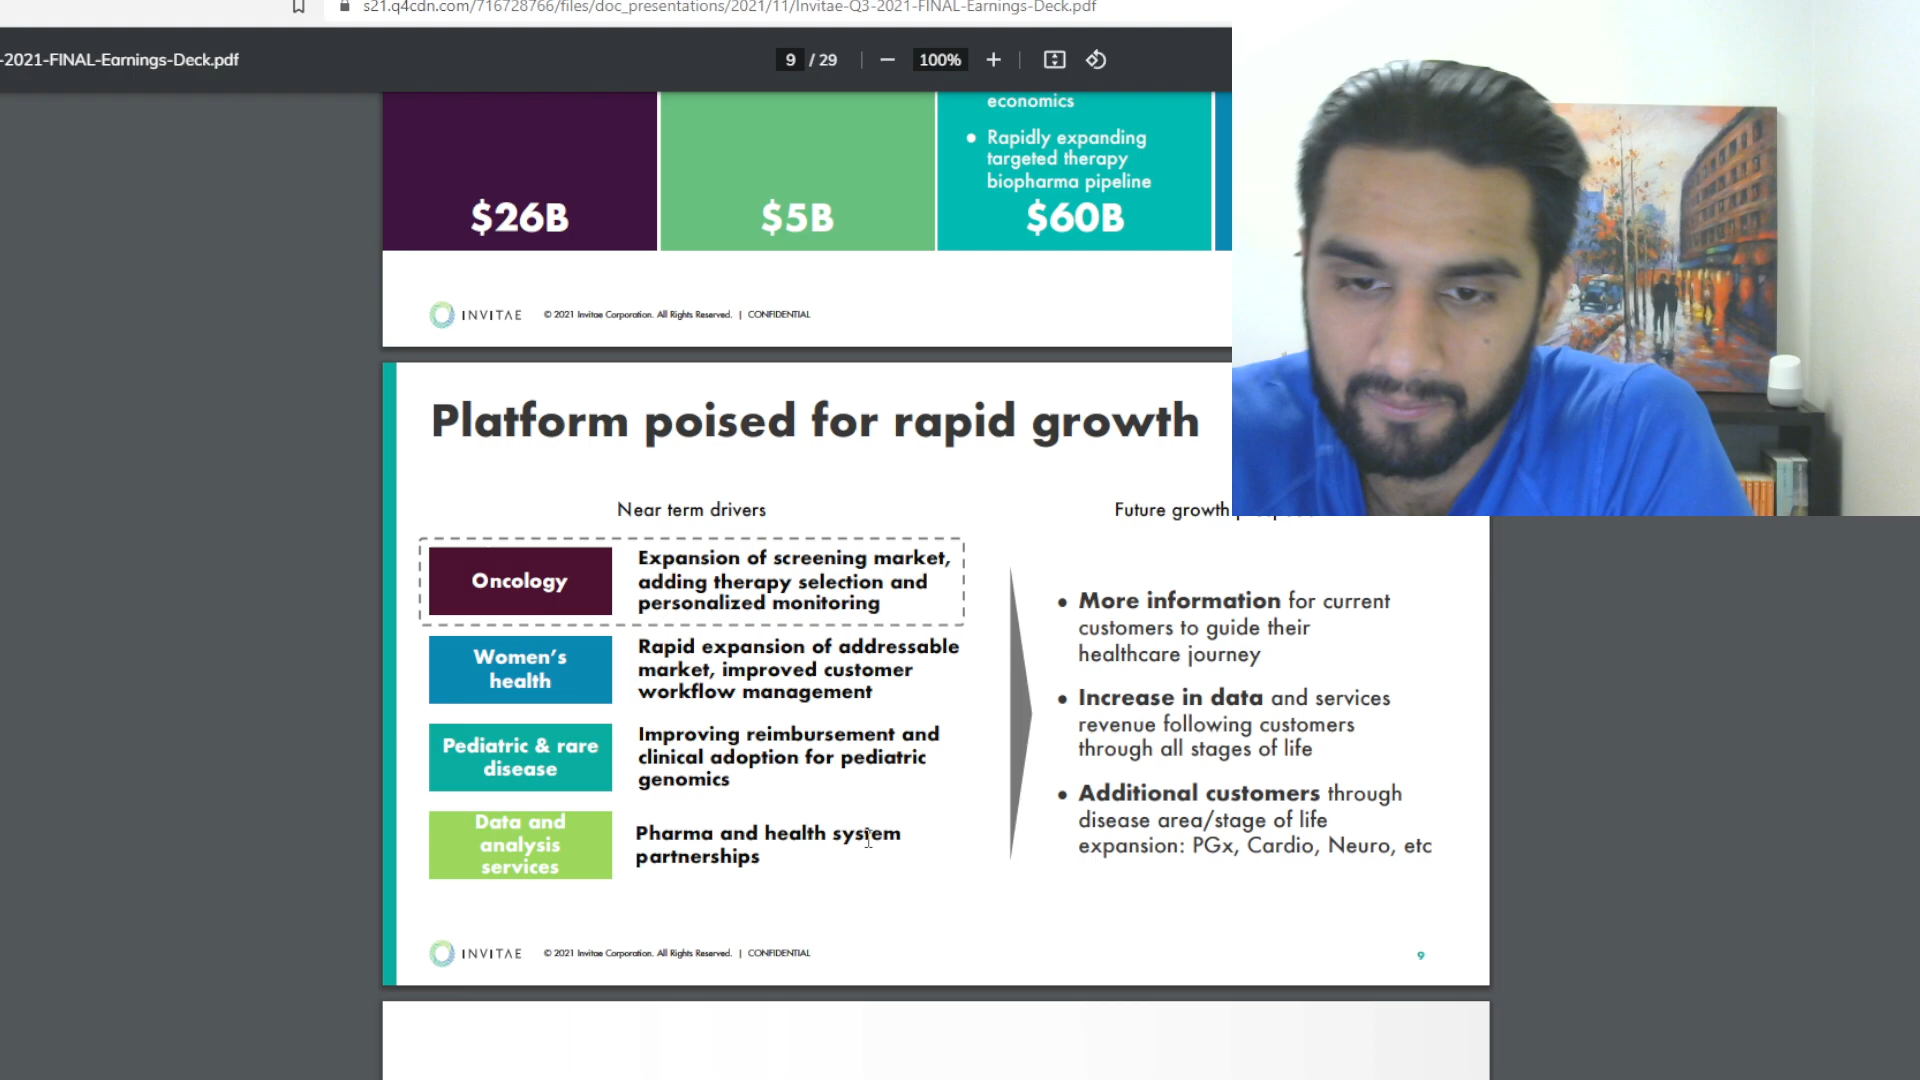 s21.q4cdn.com/716728766/files/doc_presentations/2021/11/Invitae-Q3-2021-FINAL-Earnings-Deck.pdf
-2021-FINAL-Earnings-Deck.pdf
9 / 29
100%
economics
• Rapidly expanding
targeted therapy
biopharma pipeline
$26B
$5B
$60B
INVITAE
© 2021 Invitae Corporation. All Rights Reserved. | CONFIDENTIAL
Platform poised for rapid growth
Near term drivers
Oncology
Expansion of screening market,
adding therapy selection and
personalized monitoring
Women's
health
Rapid expansion of addressable
market, improved customer
workflow management
Pediatric & rare
disease
Improving reimbursement and
clinical adoption for pediatric
genomics
Data and
analysis
services
Pharma and health system
partnerships
Future growth
• More information for current
customers to guide their
healthcare journey
• Increase in data and services
revenue following customers
through all stages of life
• Additional customers through
disease area/stage of life
expansion: PGx, Cardio, Neuro, etc
INVITAE
© 2021 Invitae Corporation. All Rights Reserved. | CONFIDENTIAL
9